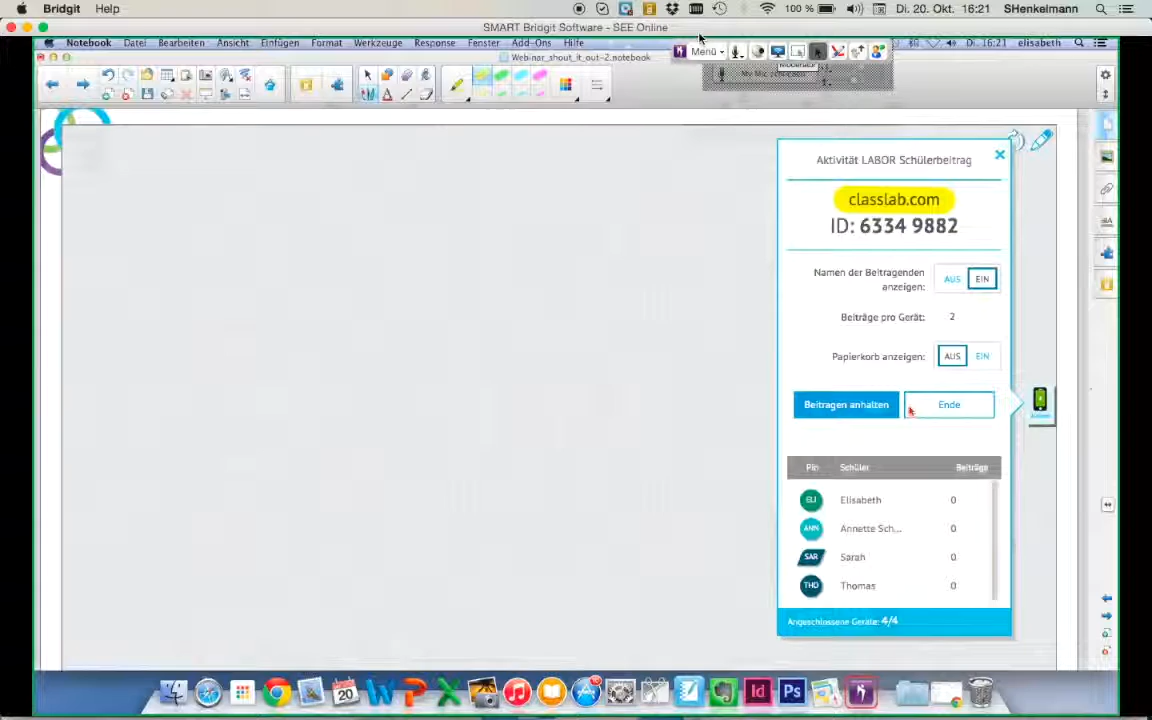 Bridgit Help 100 % Di. 20. Okt. 16:21 SHenkelmann
SMART Bridgit Software - SEE Online
Notebook Datei Bearbeiten Ansicht Einfügen Format Werkzeuge Response Fenster Add-Ons Hilfe Menü Di. 16:21 elisabeth
Webinar_shout_it_out-2.notebook
Aktivität LABOR Schülerbeitrag
classlab.com
ID: 6334 9882
Namen der Beitragenden
anzeigen: AUS EIN
Beiträge pro Gerät: 2
Papierkorb anzeigen: AUS EIN
Beitragen anhalten Ende
Pin Schüler Beiträge
ELI Elisabeth 0
ANN Annette Sch... 0
SAR Sarah 0
THO Thomas 0
Angeschlossene Geräte: 4/4
20 Id Ps